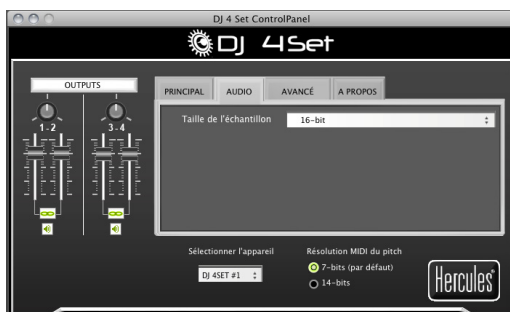 DJ 4 Set ControlPanel
DJ 4Set
OUTPUTS
1-2 3-4
PRINCIPAL AUDIO AVANCÉ A PROPOS
Taille de l'échantillon 16-bit
Sélectionner l'appareil
DJ 4SET #1
Résolution MIDI du pitch
7-bits (par défaut)
14-bits
Hercules